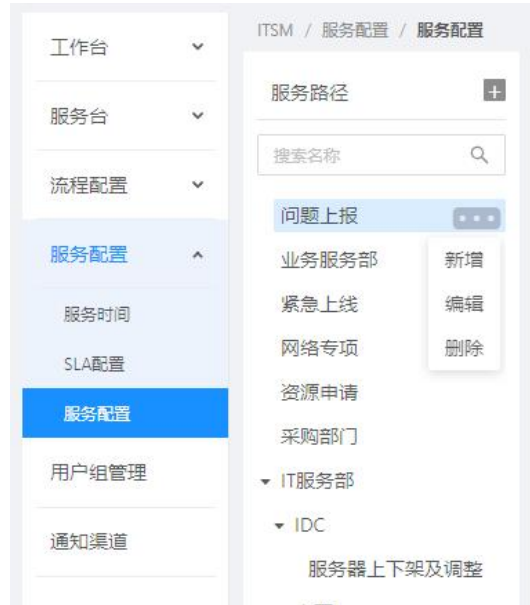 工作台
服务台
流程配置
服务配置
服务时间
SLA配置
服务配置
用户组管理
通知渠道
ITSM / 服务配置 / 服务配置
服务路径
搜索名称
问题上报
业务服务部
紧急上线
网络专项
资源申请
采购部门
IT服务部
IDC
服务器上下架及调整
新增
编辑
删除